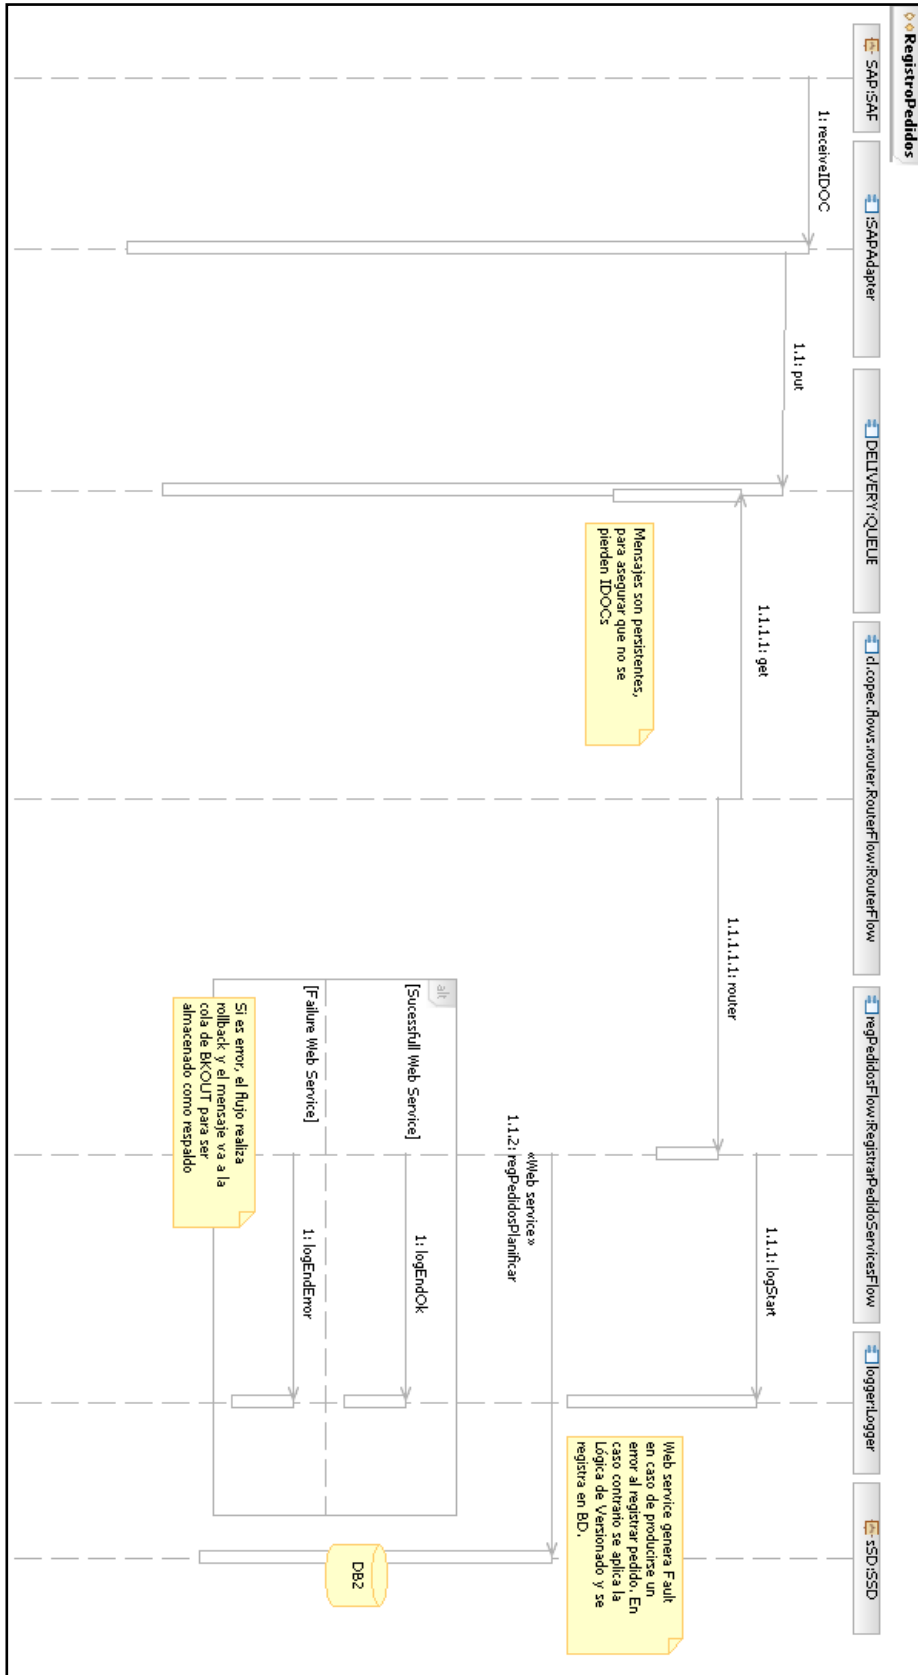 RegistroPedidos
SAP:SAP
:SAPAdapter
DELIVERY:QUEUE
cl.copec.flows.router.RouterFlow:RouterFlow
regPedidosFlow:RegistrarPedidoServicesFlow
logger:Logger
sSD:SSD
1: receiveIDOC
1.1: put
1.1.1.1: get
1.1.1.1.1: router
1.1.1: logStart
Mensajes son persistentes,
para asegurar que no se
pierden IDOCs
Web service genera Fault
en caso de producirse un
error al registrar pedido. En
caso contrario se aplica la
Lógica de Versionado y se
registra en BD.
«Web service»
1.1.2: regPedidosPlanificar
alt
[Sucessfull Web Service]
1: logEndOk
DB2
[Failure Web Service]
1: logEndError
Si es error, el flujo realiza
rollback y el mensaje va a la
cola de BKOUT para ser
almacenado como respaldo